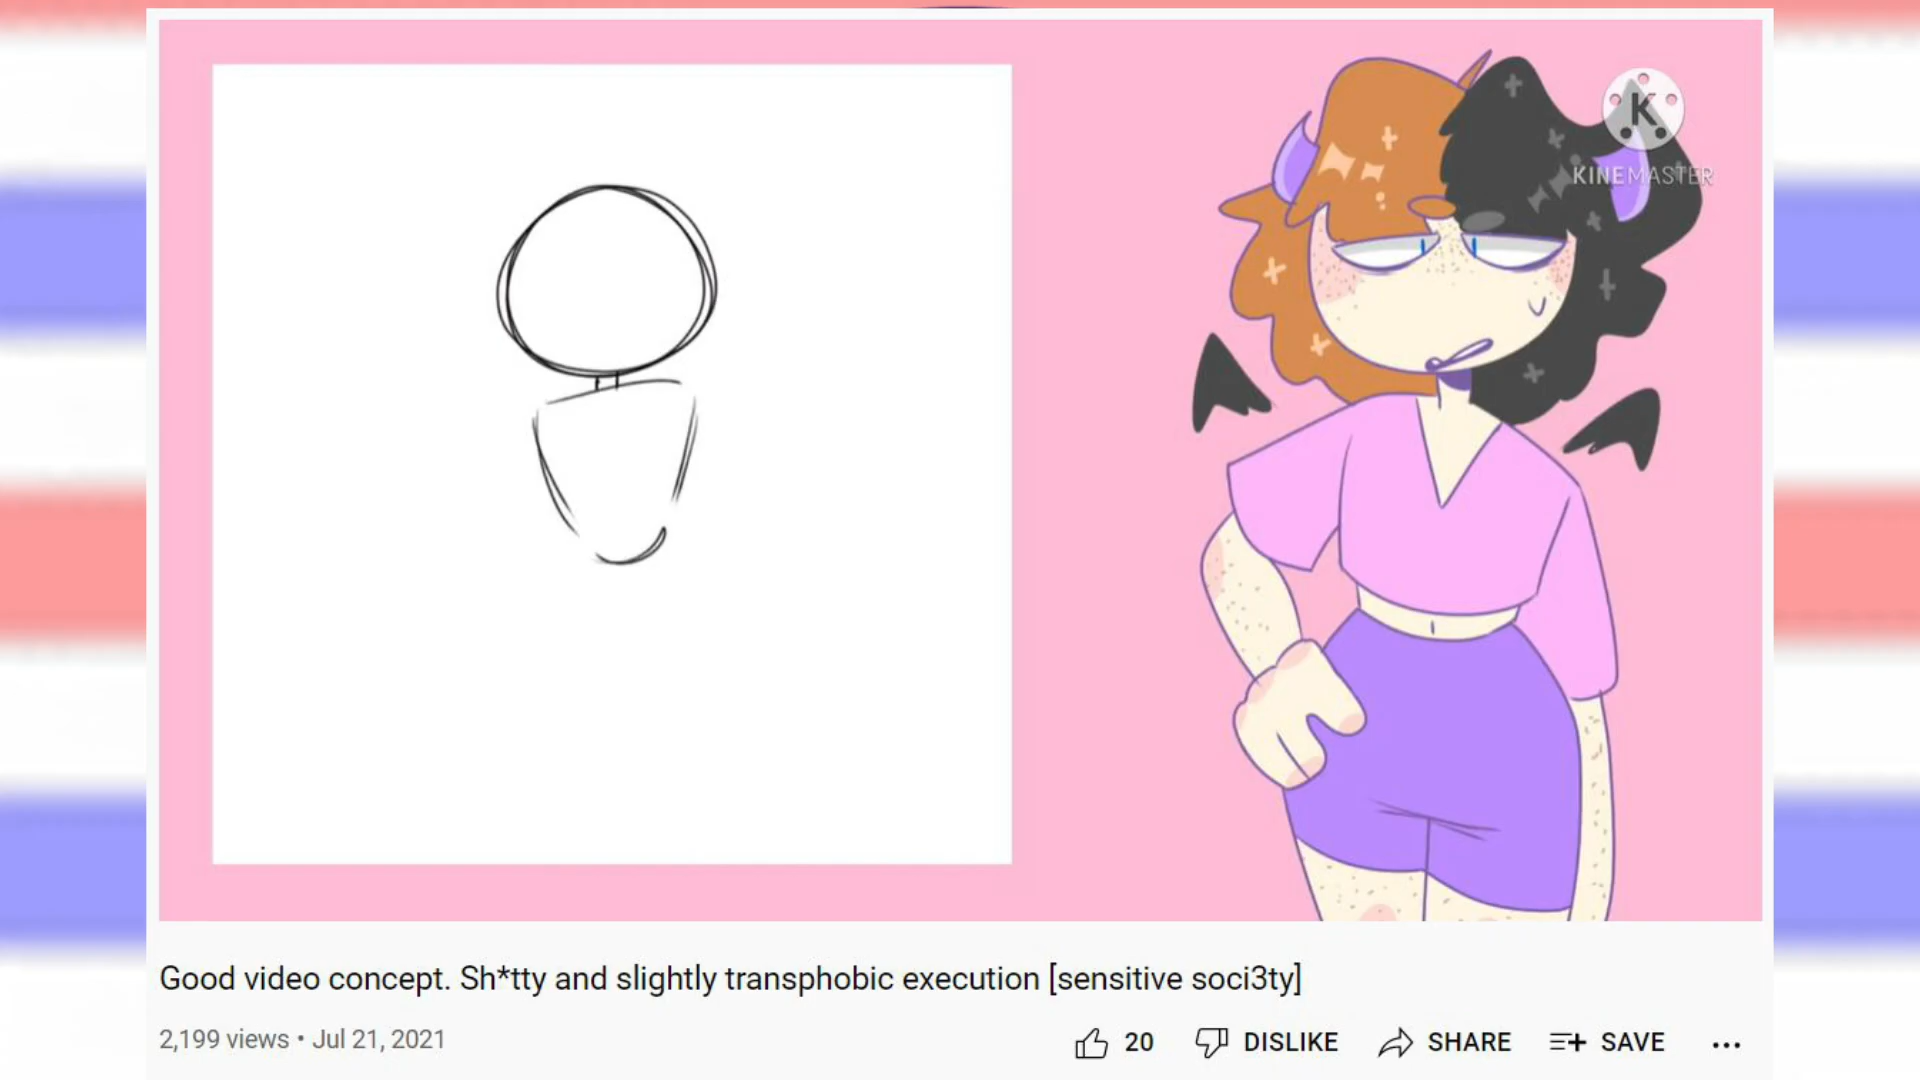 K
KINEMASTER
Good video concept. Sh*tty and slightly transphobic execution [sensitive soci3ty]
2,199 views • Jul 21, 2021
20 DISLIKE SHARE SAVE ...